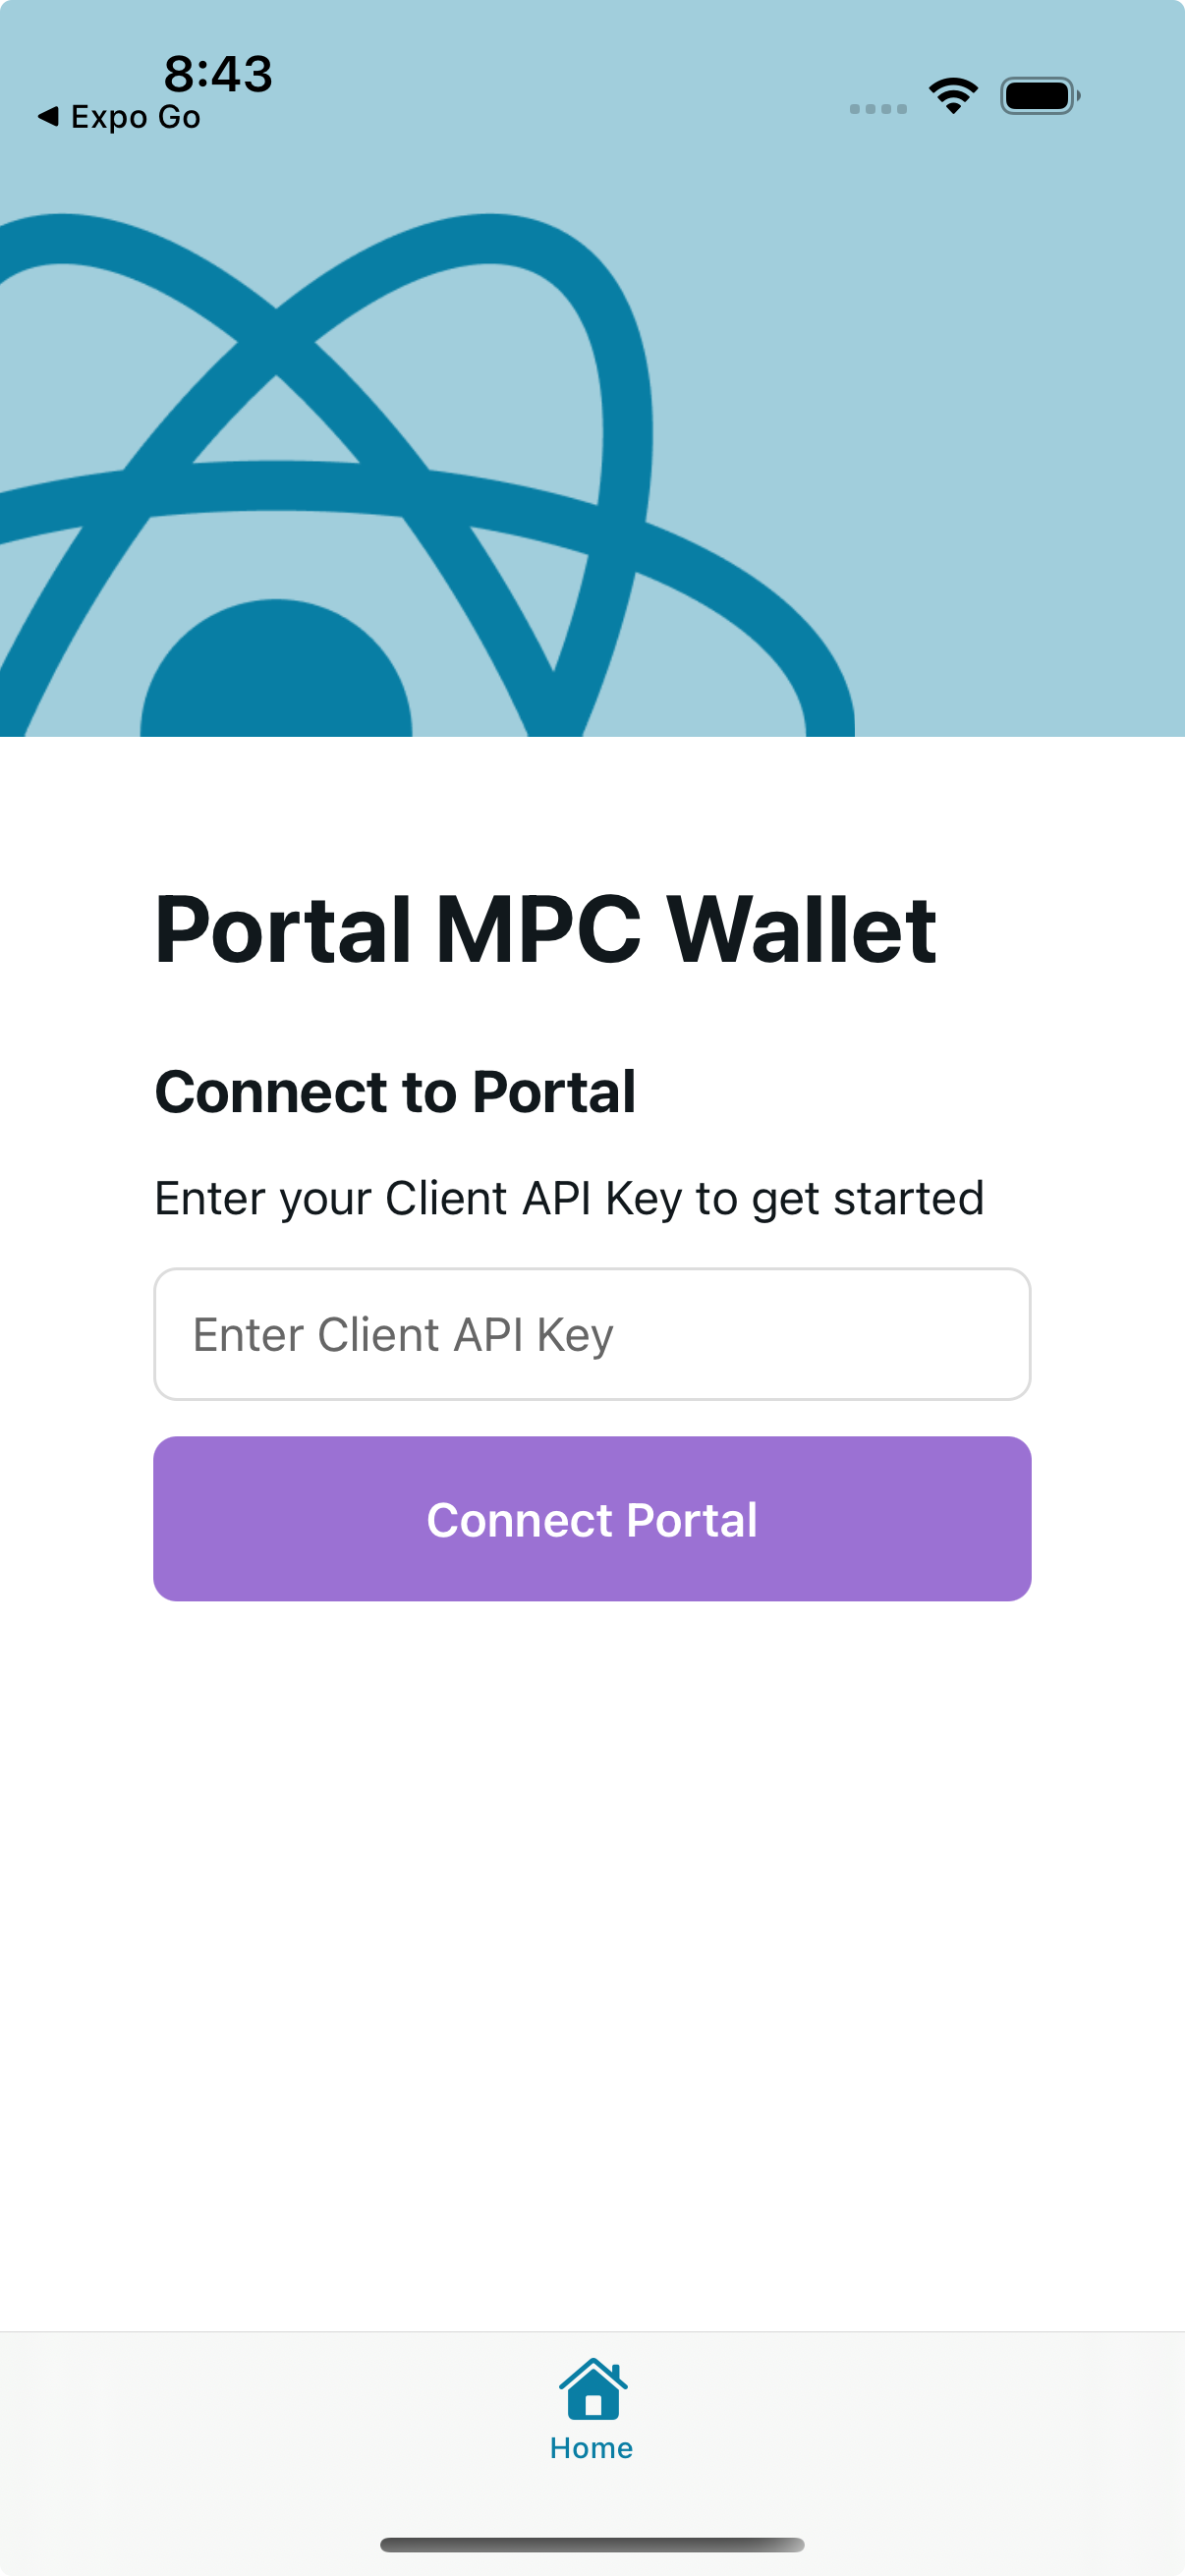 8:43
◀ Expo Go
Portal MPC Wallet
Connect to Portal
Enter your Client API Key to get started
Enter Client API Key
Connect Portal
Home